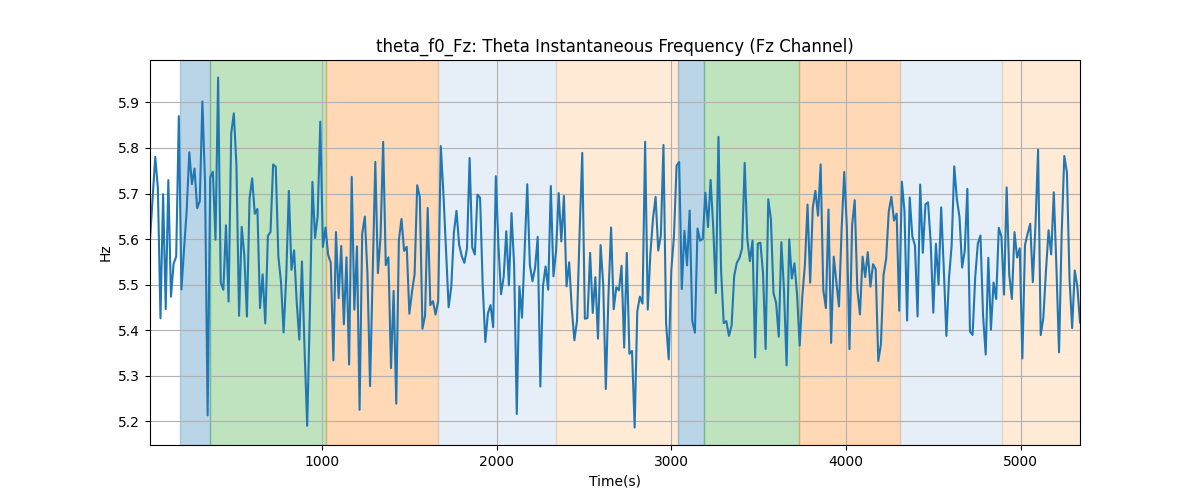 theta_f0_Fz: Theta Instantaneous Frequency (Fz Channel)
5.9
5.8
5.7
5.6
5.5
5.4
5.3
5.2
Hz
1000 2000 3000 4000 5000
Time(s)